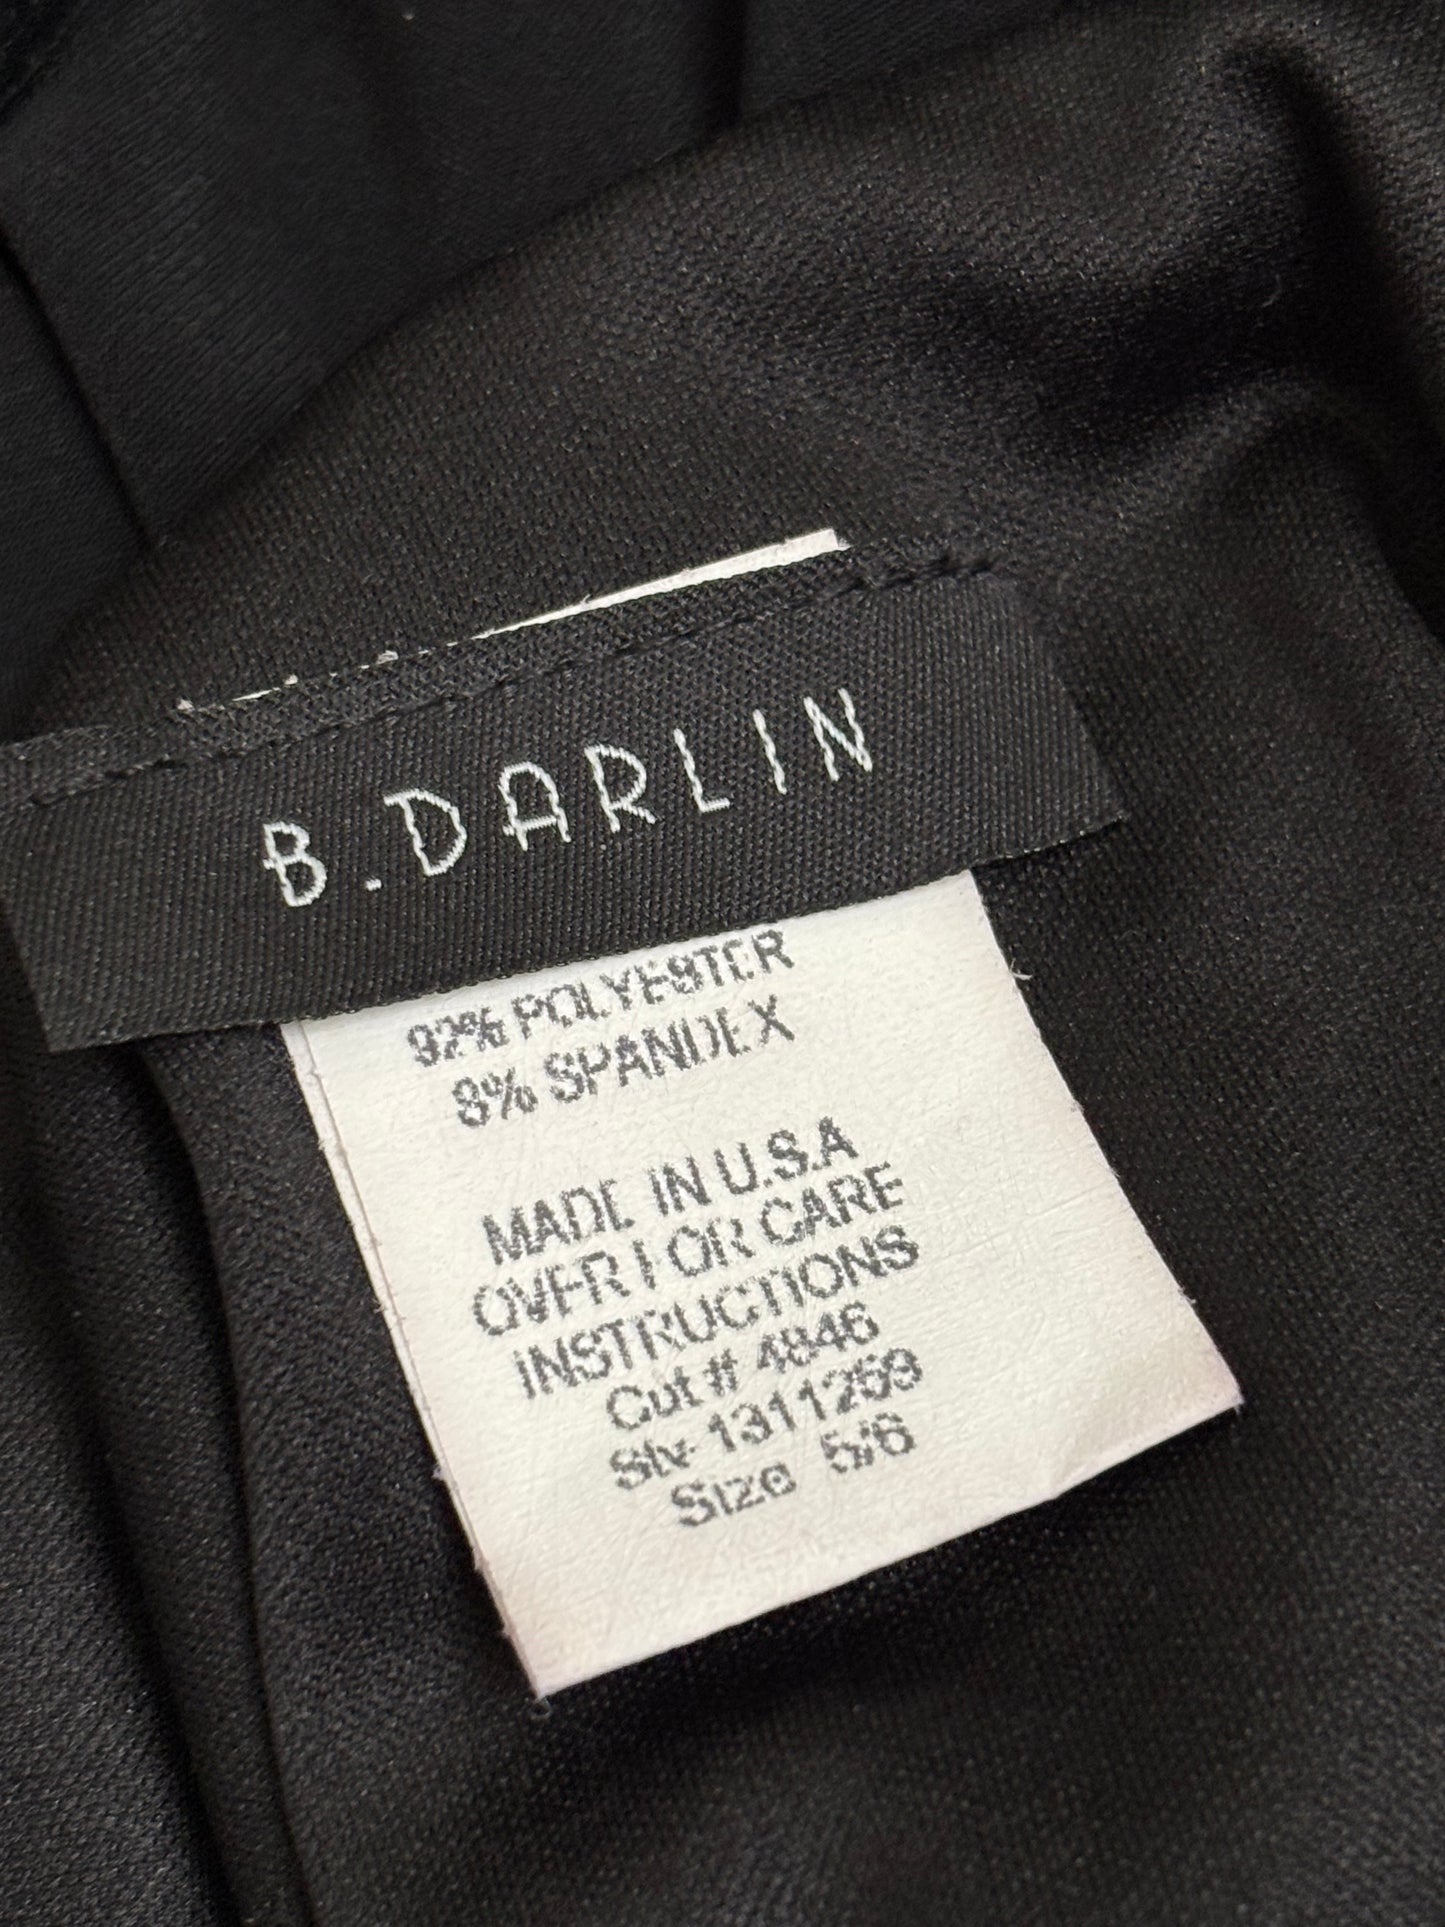 B.DARLIN
92% POLYESTER
8% SPANDEX
MADE IN U.S.A
OVER FOR CARE
INSTRUCTIONS
Cut # 4846
Sty- 1311259
Size 5/6